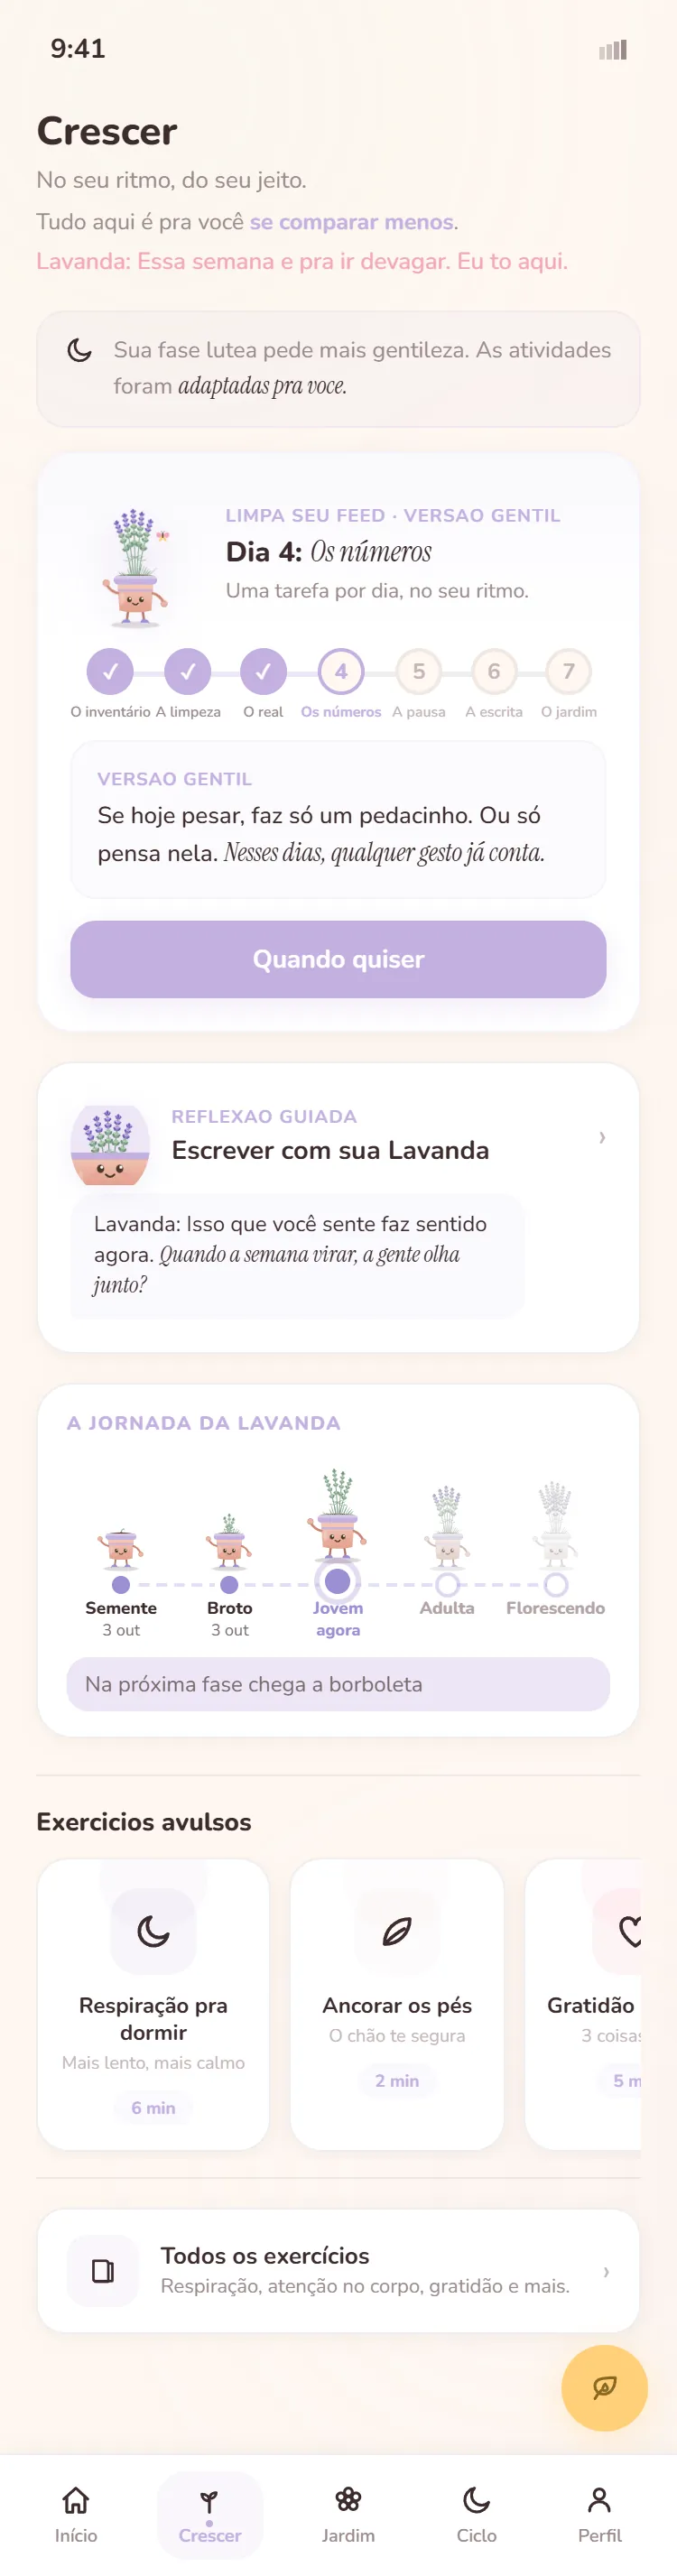 9:41
Crescer
No seu ritmo, do seu jeito.
Tudo aqui é pra você se comparar menos.
Lavanda: Essa semana e pra ir devagar. Eu to aqui.
Sua fase lutea pede mais gentileza. As atividades
foram adaptadas pra voce.
LIMPA SEU FEED · VERSAO GENTIL
Dia 4: Os números
Uma tarefa por dia, no seu ritmo.
4 5 6 7
O inventário A limpeza O real Os números A pausa A escrita O jardim
VERSAO GENTIL
Se hoje pesar, faz só um pedacinho. Ou só
pensa nela. Nesses dias, qualquer gesto já conta.
Quando quiser
REFLEXAO GUIADA
Escrever com sua Lavanda
Lavanda: Isso que você sente faz sentido
agora. Quando a semana virar, a gente olha
junto?
A JORNADA DA LAVANDA
Semente Broto Jovem Adulta Florescendo
3 out 3 out agora
Na próxima fase chega a borboleta
Exercicios avulsos
Respiração pra
dormir
Mais lento, mais calmo
6 min
Ancorar os pés
O chão te segura
2 min
Gratidão
3 coisas
5 m
Todos os exercícios
Respiração, atenção no corpo, gratidão e mais.
Início Crescer Jardim Ciclo Perfil